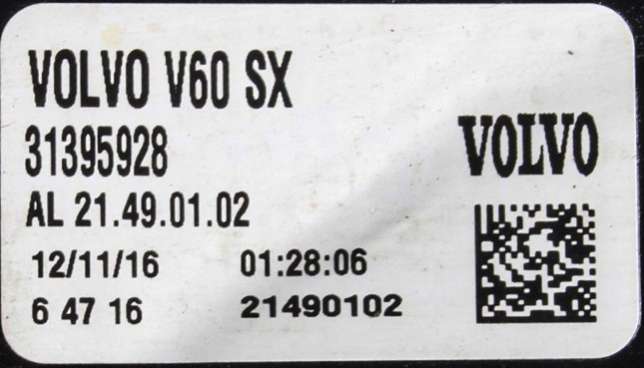 VOLVO V60 SX
31395928
VOLVO
AL 21.49.01.02
12/11/16 01:28:06
6 47 16 21490102